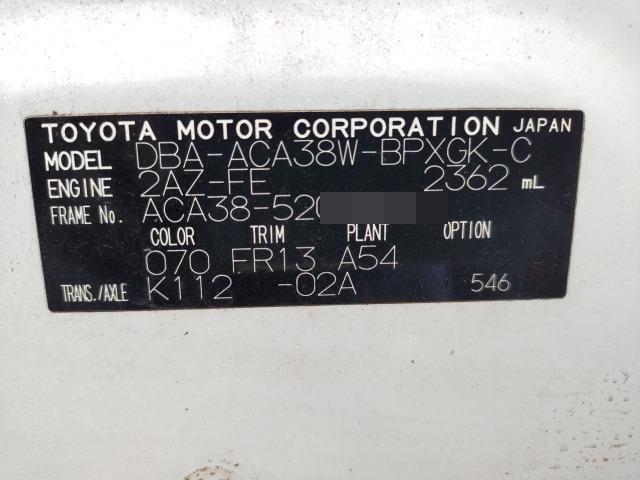 TOYOTA MOTOR CORPORATION JAPAN
MODEL DBA-ACA38W-BPXGK-C
ENGINE 2AZ-FE 2362 mL
FRAME No. ACA38-520
COLOR TRIM PLANT OPTION
070 FR13 A54
TRANS./AXLE K112 -02A 546